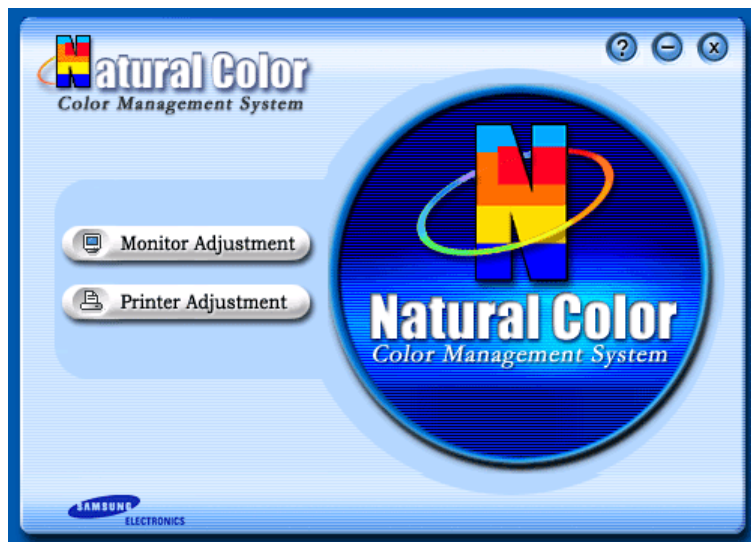 Natural Color
Color Management System
? – x
Monitor Adjustment
Printer Adjustment
N
Natural Color
Color Management System
SAMSUNG
ELECTRONICS